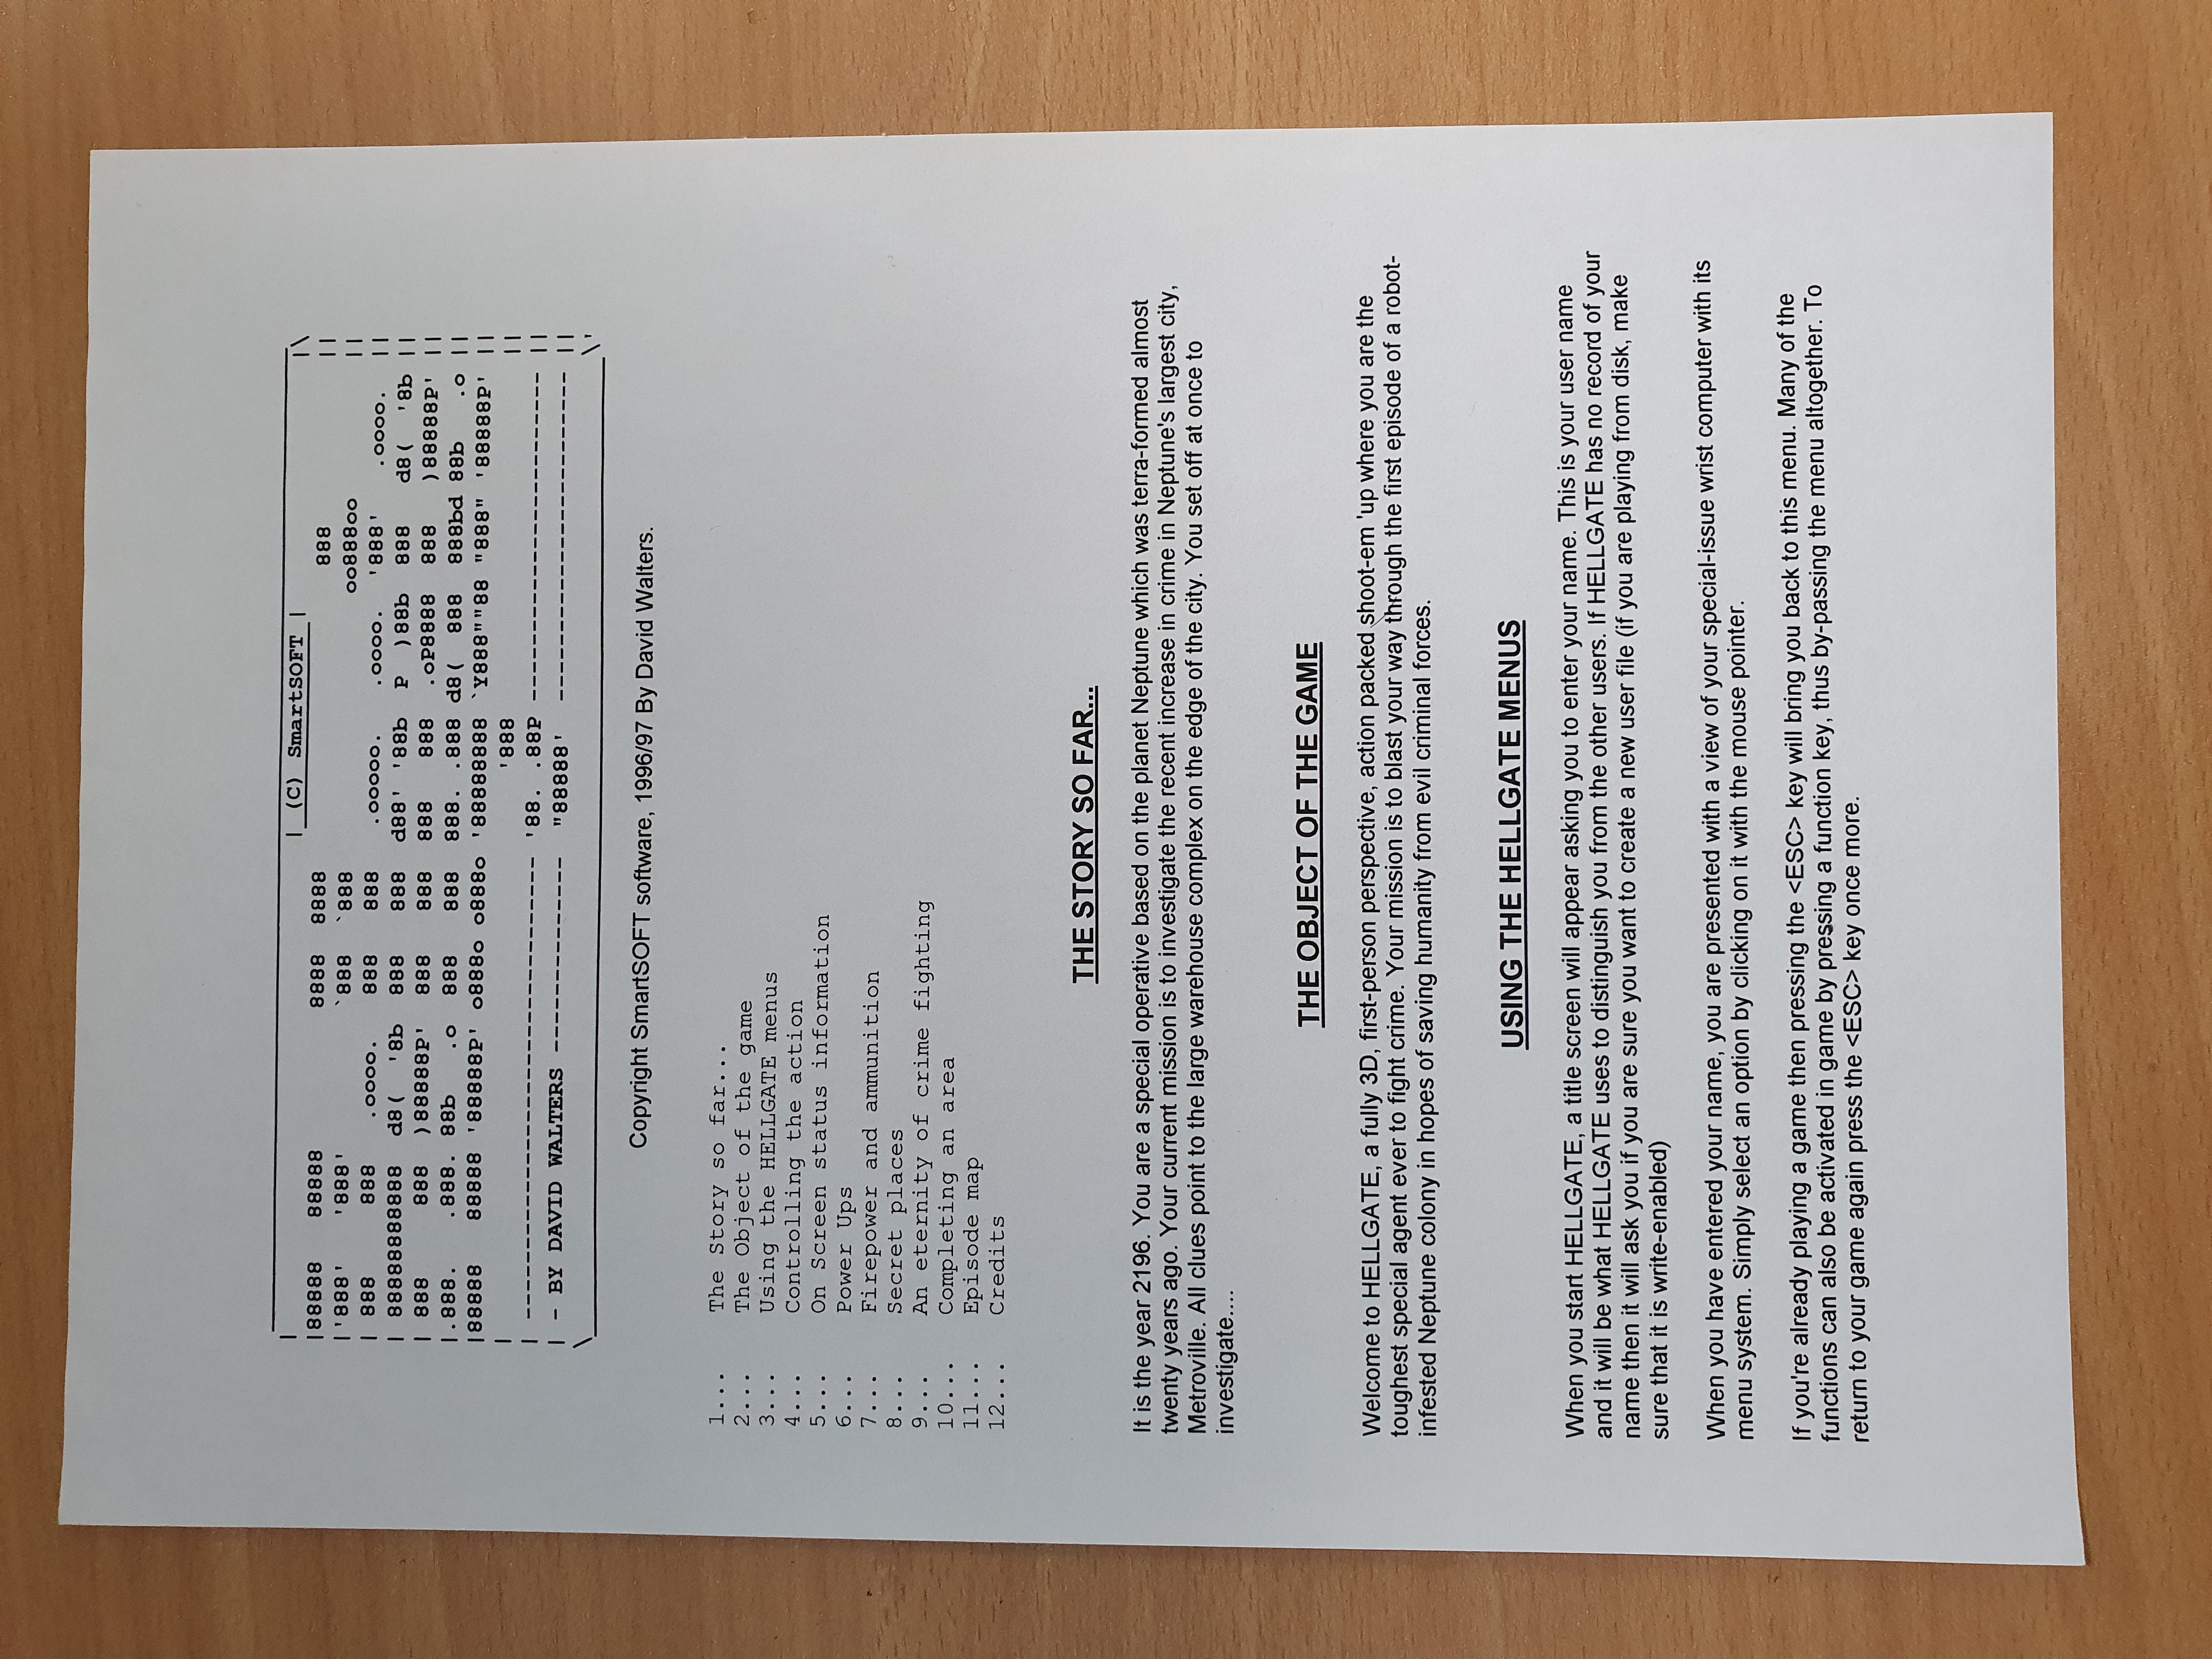 | (C) SmartSOFT |
|88888 88888 8888 8888 888
|'888' '888' `888 `888 oo888oo
| 888 888 .oooo. 888 888 .ooooo. .oooo. '888' .oooo.
| 88888888888 d8( '8b 888 888 d88' '88b P )88b 888 d8( '8b ||
| 888 888 )88888P' 888 888 888 888 .oP8888 888 )88888P' ||
|.888. .888. 88b .o 888 888 888. .888 d8( 888 888bd 88b .o ||
|88888 88888 '88888P' o888o o888o '88888888 `Y888""88 "888" '88888P' ||
| '888 ||
| --------------------------------- '88. .88P ------------------------ ||
| - BY DAVID WALTERS -------------- "88888' ------------------------ ||
Copyright SmartSOFT software, 1996/97 By David Walters.
1... The Story so far...
2... The Object of the game
3... Using the HELLGATE menus
4... Controlling the action
5... On Screen status information
6... Power Ups
7... Firepower and ammunition
8... Secret places
9... An eternity of crime fighting
10... Completing an area
11... Episode map
12... Credits
THE STORY SO FAR...
It is the year 2196. You are a special operative based on the planet Neptune which was terra-formed almost
twenty years ago. Your current mission is to investigate the recent increase in crime in Neptune's largest city,
Metroville. All clues point to the large warehouse complex on the edge of the city. You set off at once to
investigate....
THE OBJECT OF THE GAME
Welcome to HELLGATE, a fully 3D, first-person perspective, action packed shoot-em 'up where you are the
toughest special agent ever to fight crime. Your mission is to blast your way through the first episode of a robot-
infested Neptune colony in hopes of saving humanity from evil criminal forces.
USING THE HELLGATE MENUS
When you start HELLGATE, a title screen will appear asking you to enter your name. This is your user name
and it will be what HELLGATE uses to distinguish you from the other users. If HELLGATE has no record of your
name then it will ask you if you are sure you want to create a new user file (if you are playing from disk, make
sure that it is write-enabled)
When you have entered your name, you are presented with a view of your special-issue wrist computer with its
menu system. Simply select an option by clicking on it with the mouse pointer.
If you're already playing a game then pressing the <ESC> key will bring you back to this menu. Many of the
functions can also be activated in game by pressing a function key, thus by-passing the menu altogether. To
return to your game again press the <ESC> key once more.